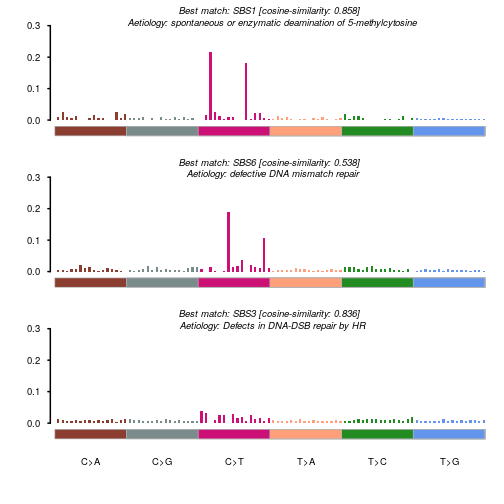 Best match: SBS1 [cosine-similarity: 0.858]
Aetiology: spontaneous or enzymatic deamination of 5-methylcytosine
0.3
0.2
0.1
0.0
Best match: SBS6 [cosine-similarity: 0.538]
Aetiology: defective DNA mismatch repair
0.3
0.2
0.1
0.0
Best match: SBS3 [cosine-similarity: 0.836]
Aetiology: Defects in DNA-DSB repair by HR
0.3
0.2
0.1
0.0
C>A C>G C>T T>A T>C T>G